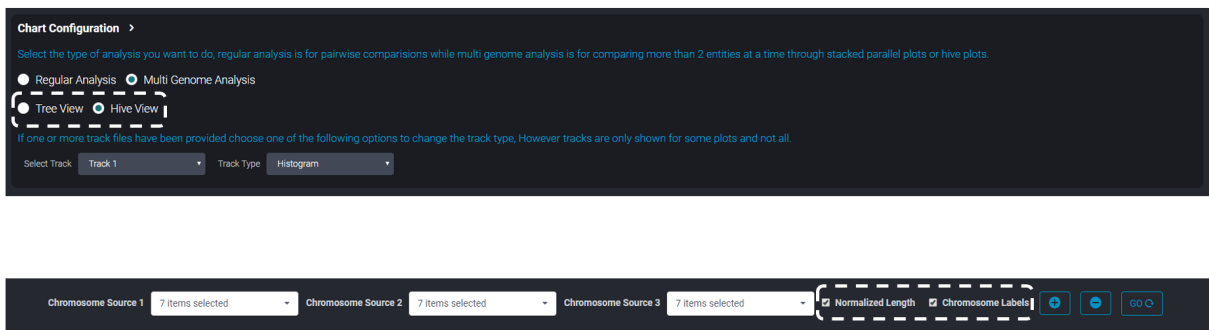 Chart Configuration >
Select the type of analysis you want to do, regular analysis is for pairwise comparisions while multi genome analysis is for comparing more than 2 entities at a time through stacked parallel plots or hive plots.
Regular Analysis Multi Genome Analysis
Tree View Hive View
If one or more track files have been provided choose one of the following options to change the track type, However tracks are only shown for some plots and not all.
Select Track Track 1 Track Type Histogram
Chromosome Source 1 7 items selected Chromosome Source 2 7 items selected Chromosome Source 3 7 items selected Normalized Length Chromosome Labels GO